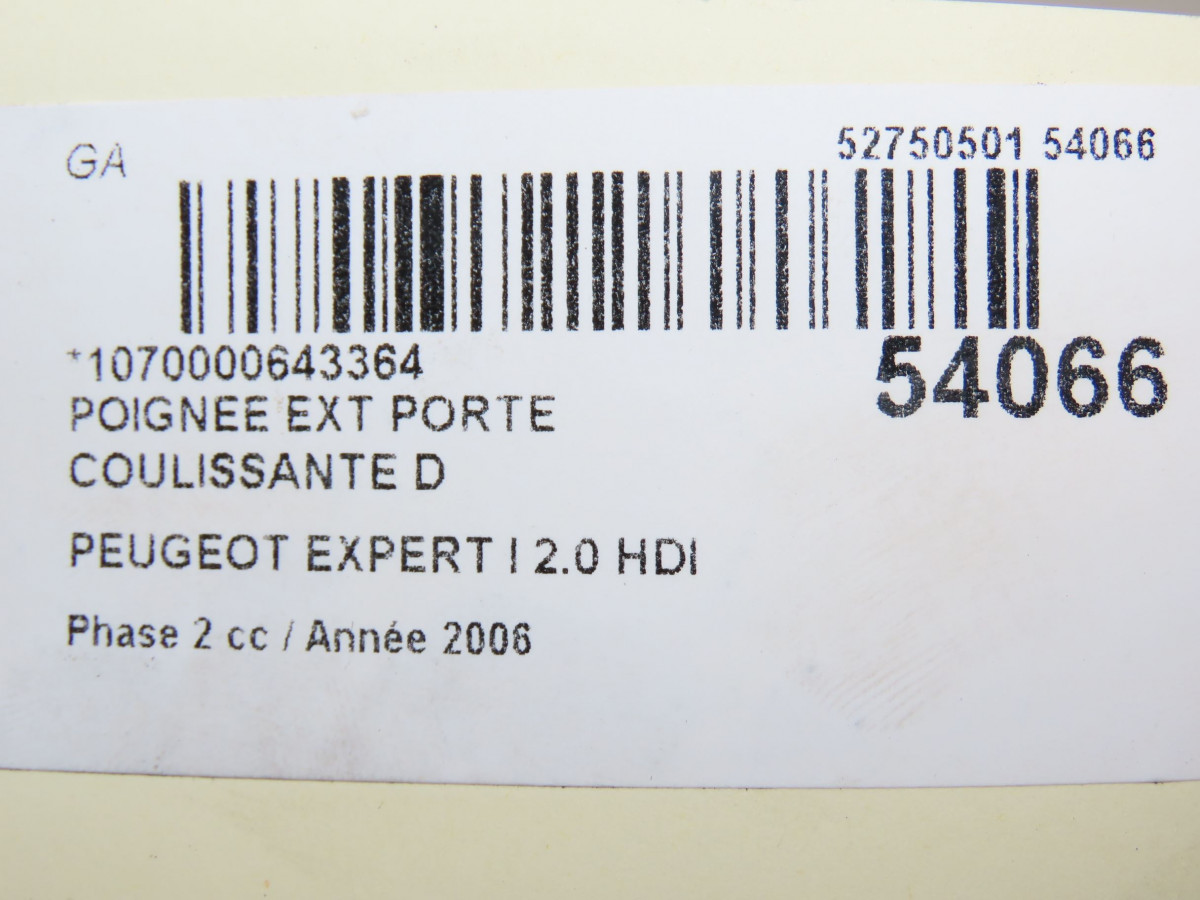 GA
52750501 54066
*1070000643364
54066
POIGNEE EXT PORTE
COULISSANTE D
PEUGEOT EXPERT I 2.0 HDI
Phase 2 cc / Année 2006